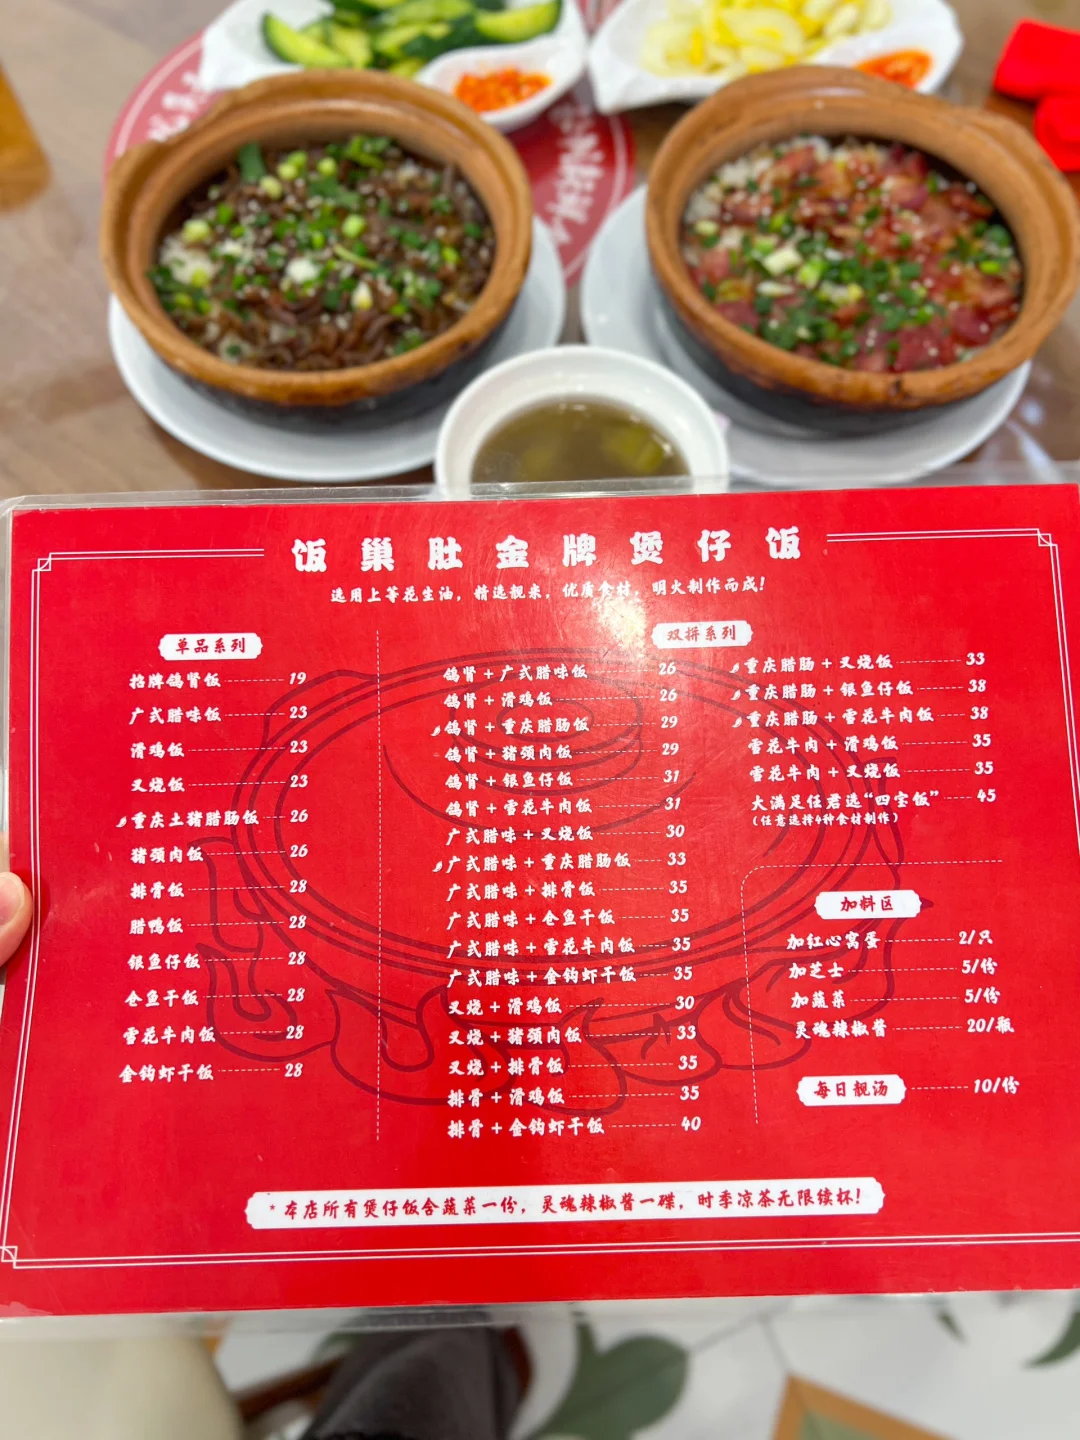 饭巢肚金牌煲仔饭
选用上等花生油，精选靓米，优质食材，明火制作而成！
单品系列
招牌鸽肾饭 19
广式腊味饭 23
滑鸡饭 23
叉烧饭 23
重庆土猪腊肠饭 26
猪颈肉饭 26
排骨饭 28
腊鸭饭 28
银鱼仔饭 28
仓鱼干饭 28
雪花牛肉饭 28
金钩虾干饭 28
双拼系列
鸽肾＋广式腊味饭 26
鸽肾＋滑鸡饭 26
鸽肾＋重庆腊肠饭 29
鸽肾＋猪颈肉饭 29
鸽肾＋银鱼仔饭 31
鸽肾＋雪花牛肉饭 31
广式腊味＋叉烧饭 30
广式腊味＋重庆腊肠饭 33
广式腊味＋排骨饭 35
广式腊味＋仓鱼干饭 35
广式腊味＋雪花牛肉饭 35
广式腊味＋金钩虾干饭 35
叉烧＋滑鸡饭 30
叉烧＋猪颈肉饭 33
叉烧＋排骨饭 35
排骨＋滑鸡饭 35
排骨＋金钩虾干饭 40
重庆腊肠＋叉烧饭 33
重庆腊肠＋银鱼仔饭 38
重庆腊肠＋雪花牛肉饭 38
雪花牛肉＋滑鸡饭 35
雪花牛肉＋叉烧饭 35
大满足任君选“四宝饭” 45
（任意选择4种食材制作）
加料区
加红心窝蛋 2/只
加芝士 5/份
加蔬菜 5/份
灵魂辣椒酱 20/瓶
每日靓汤 10/份
* 本店所有煲仔饭含蔬菜一份，灵魂辣椒酱一碟，时季凉茶无限续杯！